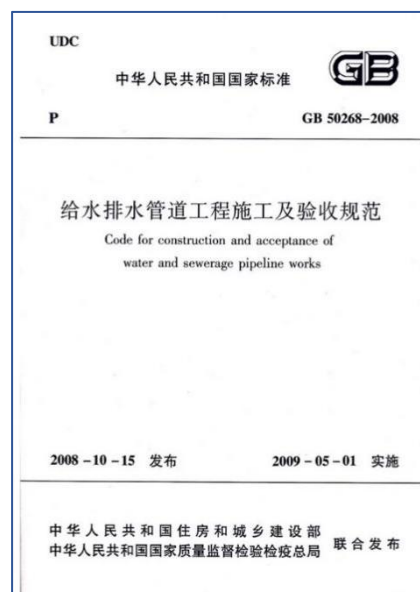 UDC
中华人民共和国国家标准
GB
P
GB 50268-2008
给水排水管道工程施工及验收规范
Code for construction and acceptance of
water and sewerage pipeline works
2008-10-15 发布
2009-05-01 实施
中华人民共和国住房和城乡建设部
中华人民共和国国家质量监督检验检疫总局
联合发布